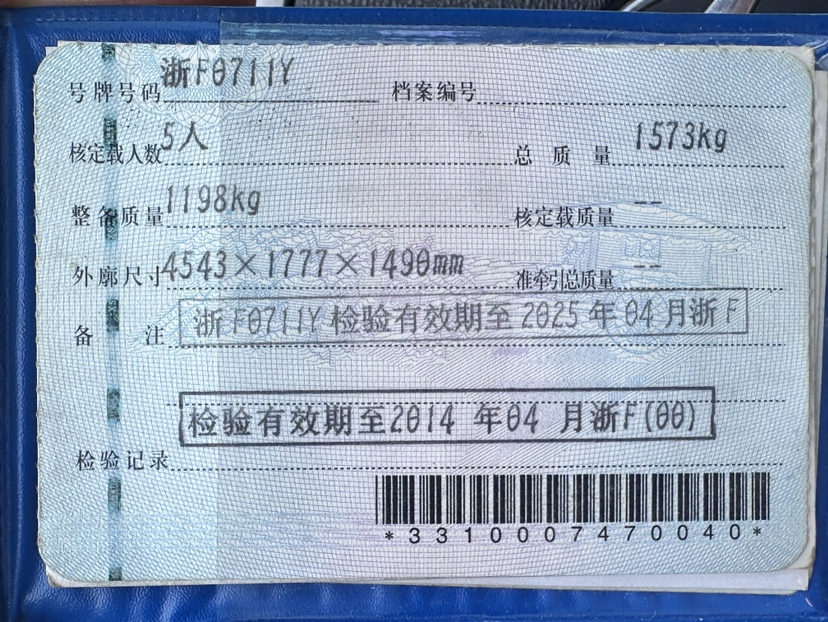 号牌号码 浙F0711Y 档案编号
核定载人数 5人 总质量 1573kg
整备质量 1198kg 核定载质量 --
外廓尺寸 4543×1777×1490mm 准牵引总质量 --
备注 浙F0711Y检验有效期至2025年04月浙F
检验有效期至2014年04月浙F(00)
检验记录
*3310007470040*